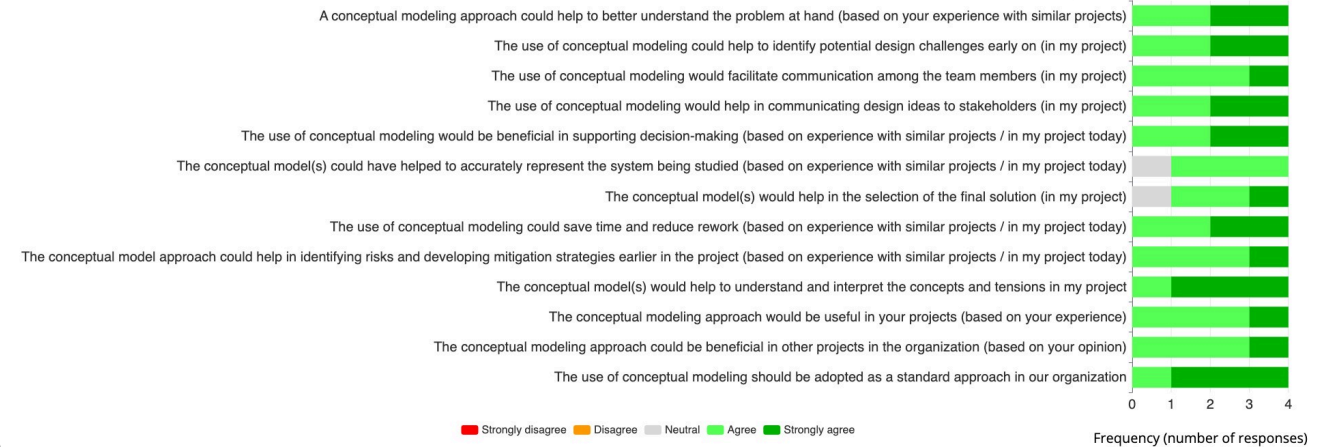 A conceptual modeling approach could help to better understand the problem at hand (based on your experience with similar projects)
The use of conceptual modeling could help to identify potential design challenges early on (in my project)
The use of conceptual modeling would facilitate communication among the team members (in my project)
The use of conceptual modeling would help in communicating design ideas to stakeholders (in my project)
The use of conceptual modeling would be beneficial in supporting decision-making (based on experience with similar projects / in my project today)
The conceptual model(s) could have helped to accurately represent the system being studied (based on experience with similar projects / in my project today)
The conceptual model(s) would help in the selection of the final solution (in my project)
The use of conceptual modeling could save time and reduce rework (based on experience with similar projects / in my project today)
The conceptual model approach could help in identifying risks and developing mitigation strategies earlier in the project (based on experience with similar projects / in my project today)
The conceptual model(s) would help to understand and interpret the concepts and tensions in my project
The conceptual modeling approach would be useful in your projects (based on your experience)
The conceptual modeling approach could be beneficial in other projects in the organization (based on your opinion)
The use of conceptual modeling should be adopted as a standard approach in our organization
0 1 2 3 4
Strongly disagree Disagree Neutral Agree Strongly agree
Frequency (number of responses)